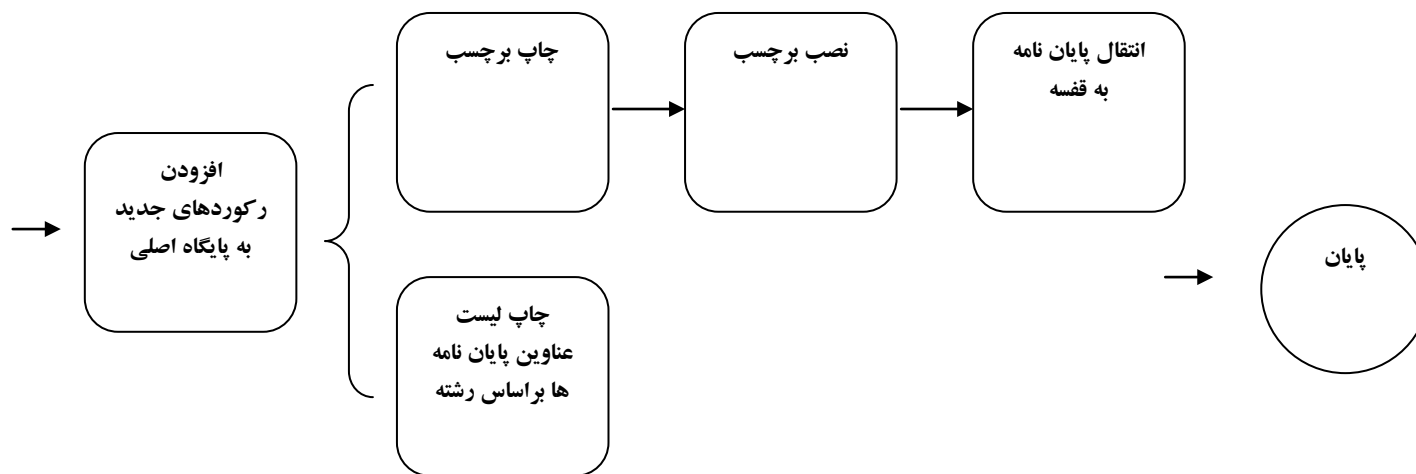 افزودن
رکوردهای جدید
به پایگاه اصلی
چاپ برچسب
نصب برچسب
انتقال پایان نامه
به قفسه
چاپ لیست
عناوین پایان نامه
ها براساس رشته
پایان